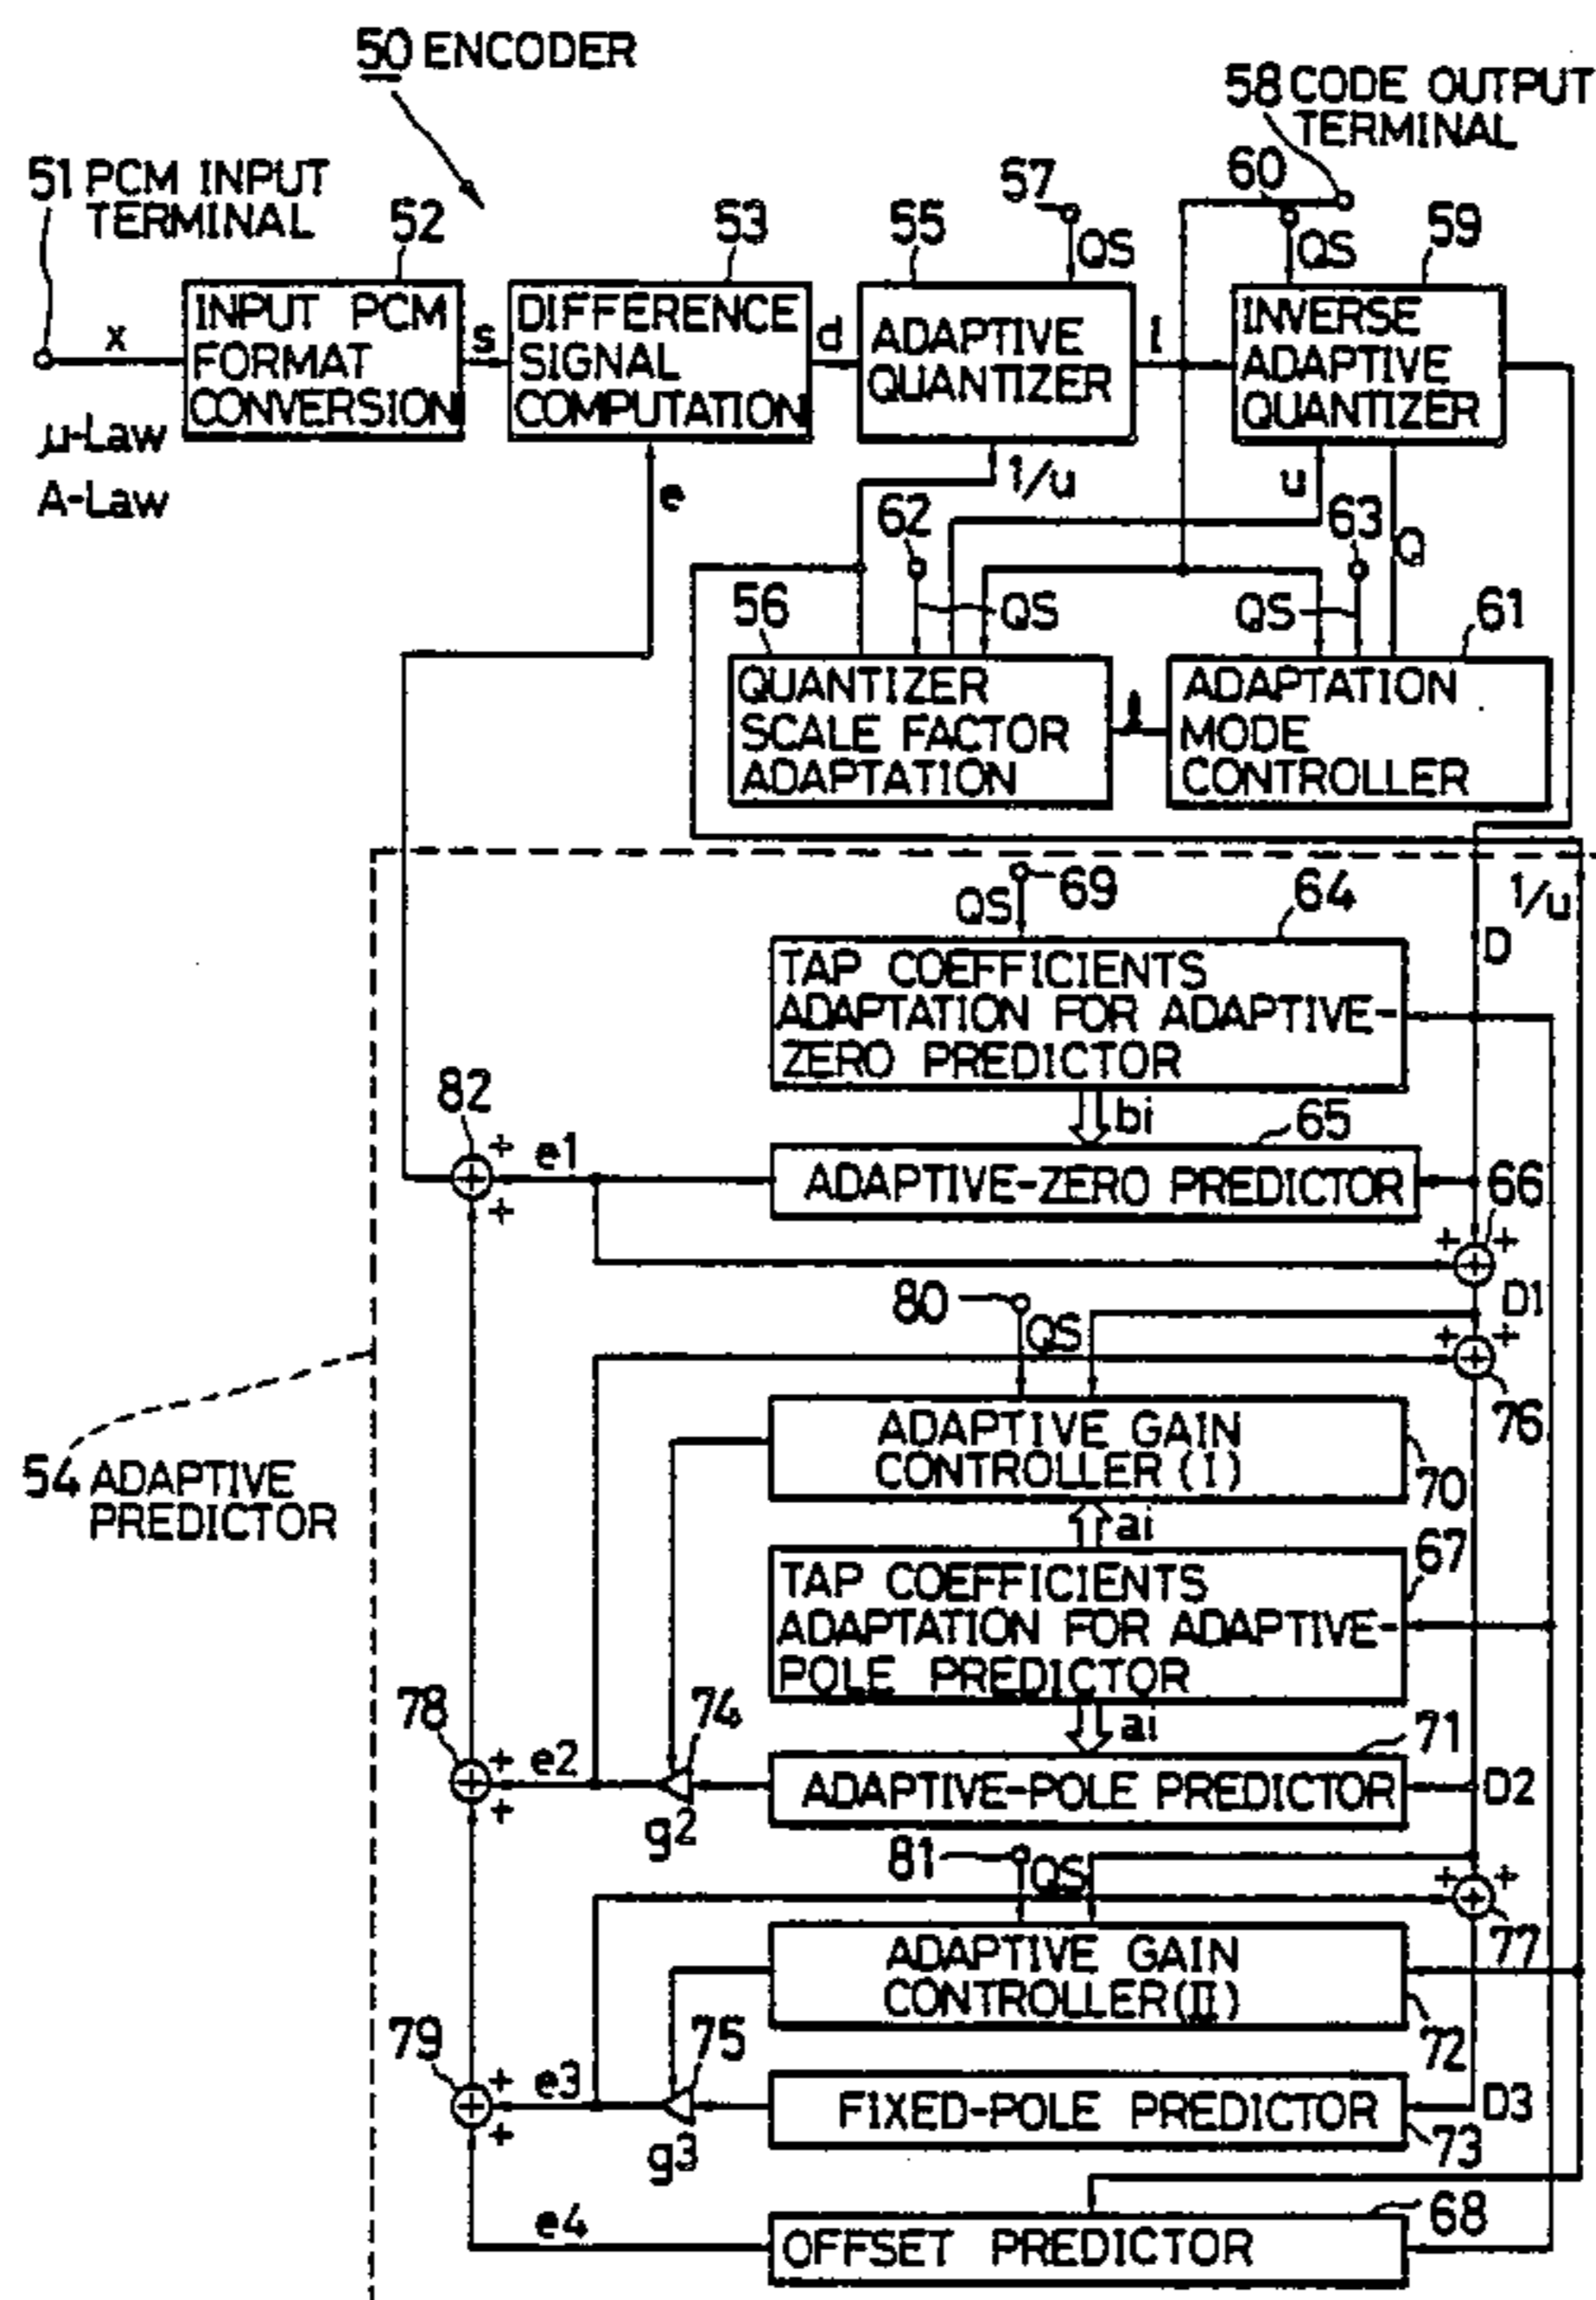 50 ENCODER
58 CODE OUTPUT
TERMINAL
51 PCM INPUT
TERMINAL
52
53
55
57
QS
60
QS
59
x
INPUT PCM
FORMAT
CONVERSION
s
DIFFERENCE
SIGNAL
COMPUTATION
d
ADAPTIVE
QUANTIZER
I
INVERSE
ADAPTIVE
QUANTIZER
μ-Law
A-Law
e
1/u
u
Q
62
63
56
QS
QS
61
QUANTIZER
SCALE FACTOR
ADAPTATION
ℓ
ADAPTATION
MODE
CONTROLLER
QS
69
64
1/u
D
TAP COEFFICIENTS
ADAPTATION FOR ADAPTIVE-
ZERO PREDICTOR
82
bi
65
+
e1
ADAPTIVE-ZERO PREDICTOR
66
+
+
+
+
+
80
QS
D1
+
+
+
76
ADAPTIVE GAIN
CONTROLLER (I)
54 ADAPTIVE
PREDICTOR
70
ai
67
TAP COEFFICIENTS
ADAPTATION FOR ADAPTIVE-
POLE PREDICTOR
78
74
ai
71
+
e2
+
ADAPTIVE-POLE PREDICTOR
D2
+
g2
81
QS
+
+
+
77
ADAPTIVE GAIN
CONTROLLER (II)
79
75
72
+
e3
+
FIXED-POLE PREDICTOR
D3
+
g3
73
e4
68
OFFSET PREDICTOR